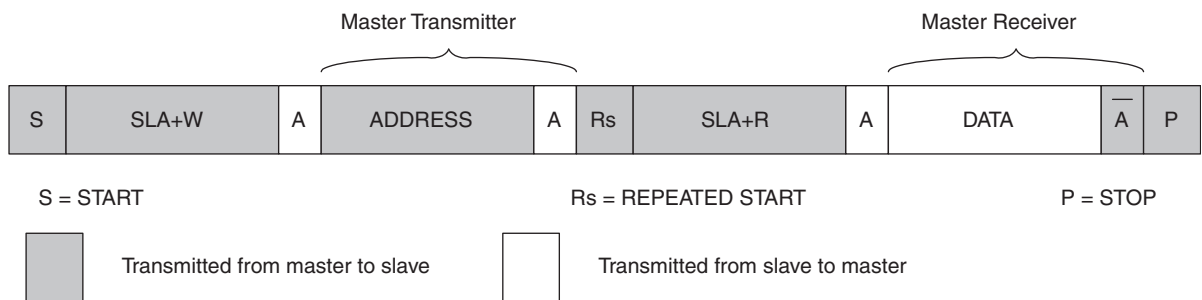 Master Transmitter Master Receiver
S SLA+W A ADDRESS A Rs SLA+R A DATA A̅ P
S = START Rs = REPEATED START P = STOP
Transmitted from master to slave Transmitted from slave to master